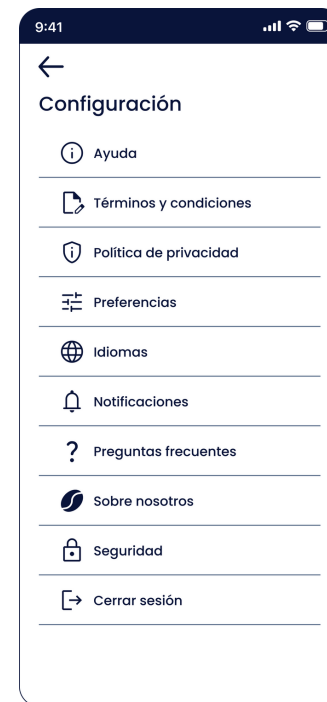 9:41
Configuración
Ayuda
Términos y condiciones
Política de privacidad
Preferencias
Idiomas
Notificaciones
Preguntas frecuentes
Sobre nosotros
Seguridad
Cerrar sesión